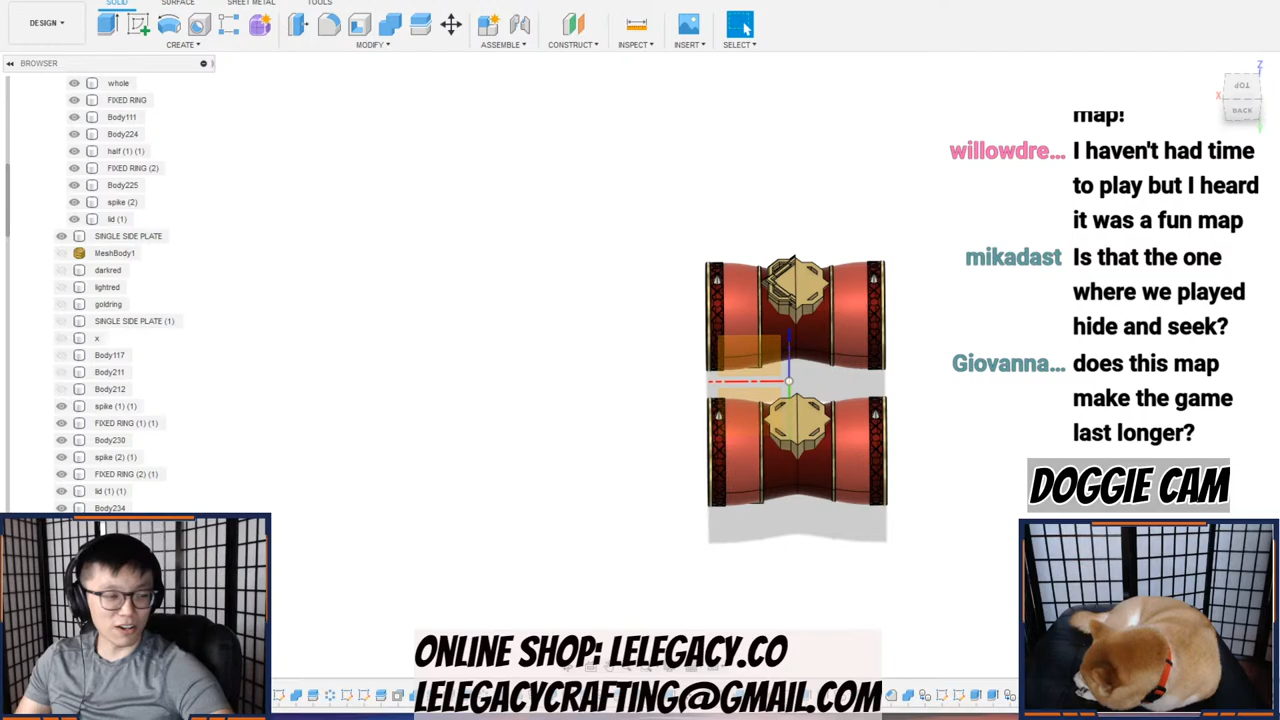 SOLID
SURFACE
SHEET METAL
TOOLS
DESIGN
CREATE
MODIFY
ASSEMBLE
CONSTRUCT
INSPECT
INSERT
SELECT
BROWSER
whole
FIXED RING
Body111
Body224
half (1) (1)
FIXED RING (2)
Body225
spike (2)
lid (1)
SINGLE SIDE PLATE
MeshBody1
darkred
lightred
goldring
SINGLE SIDE PLATE (1)
x
Body117
Body211
Body212
spike (1) (1)
FIXED RING (1) (1)
Body230
spike (2) (1)
FIXED RING (2) (1)
lid (1) (1)
Body234
Z
X
TOP
BACK
map!
willowdre... I haven't had time
to play but I heard
it was a fun map
mikadast Is that the one
where we played
hide and seek?
Giovanna... does this map
make the game
last longer?
DOGGIE CAM
ONLINE SHOP: LELEGACY.CO
LELEGACYCRAFTING@GMAIL.COM